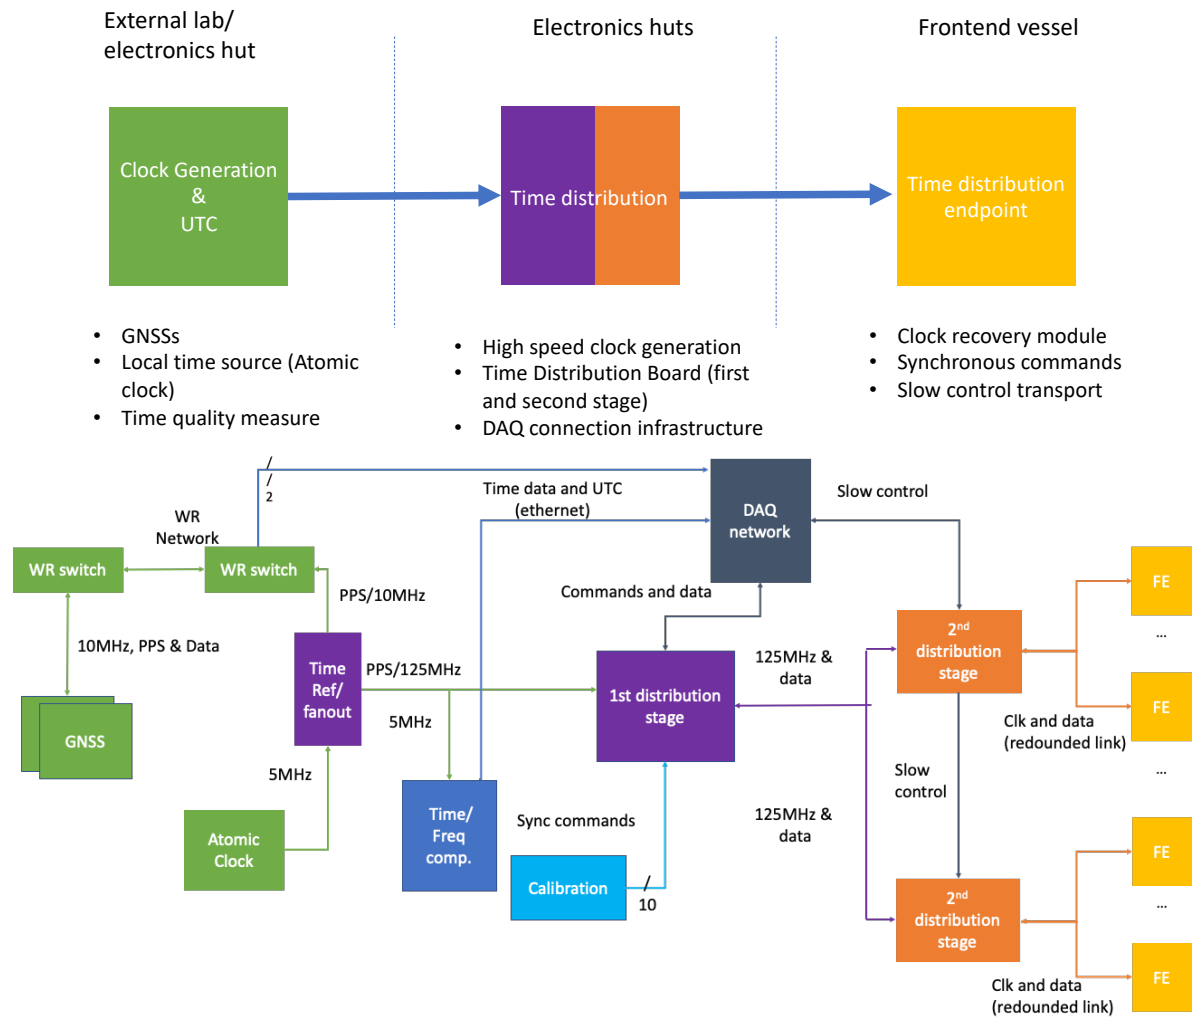 External lab/
electronics hut
Electronics huts
Frontend vessel
Clock Generation
&
UTC
Time distribution
Time distribution
endpoint
• GNSSs
• Local time source (Atomic
clock)
• Time quality measure
• High speed clock generation
• Time Distribution Board (first
and second stage)
• DAQ connection infrastructure
• Clock recovery module
• Synchronous commands
• Slow control transport
/
/
2
Time data and UTC
(ethernet)
DAQ
network
Slow control
WR
Network
WR switch
WR switch
FE
PPS/10MHz
Commands and data
...
10MHz, PPS & Data
Time
Ref/
fanout
PPS/125MHz
5MHz
1st distribution
stage
125MHz &
data
2nd
distribution
stage
FE
GNSS
Clk and data
(redounded link)
5MHz
Slow
control
...
Atomic
Clock
Time/
Freq
comp.
Sync commands
125MHz &
data
FE
Calibration
/
10
2nd
distribution
stage
...
FE
Clk and data
(redounded link)